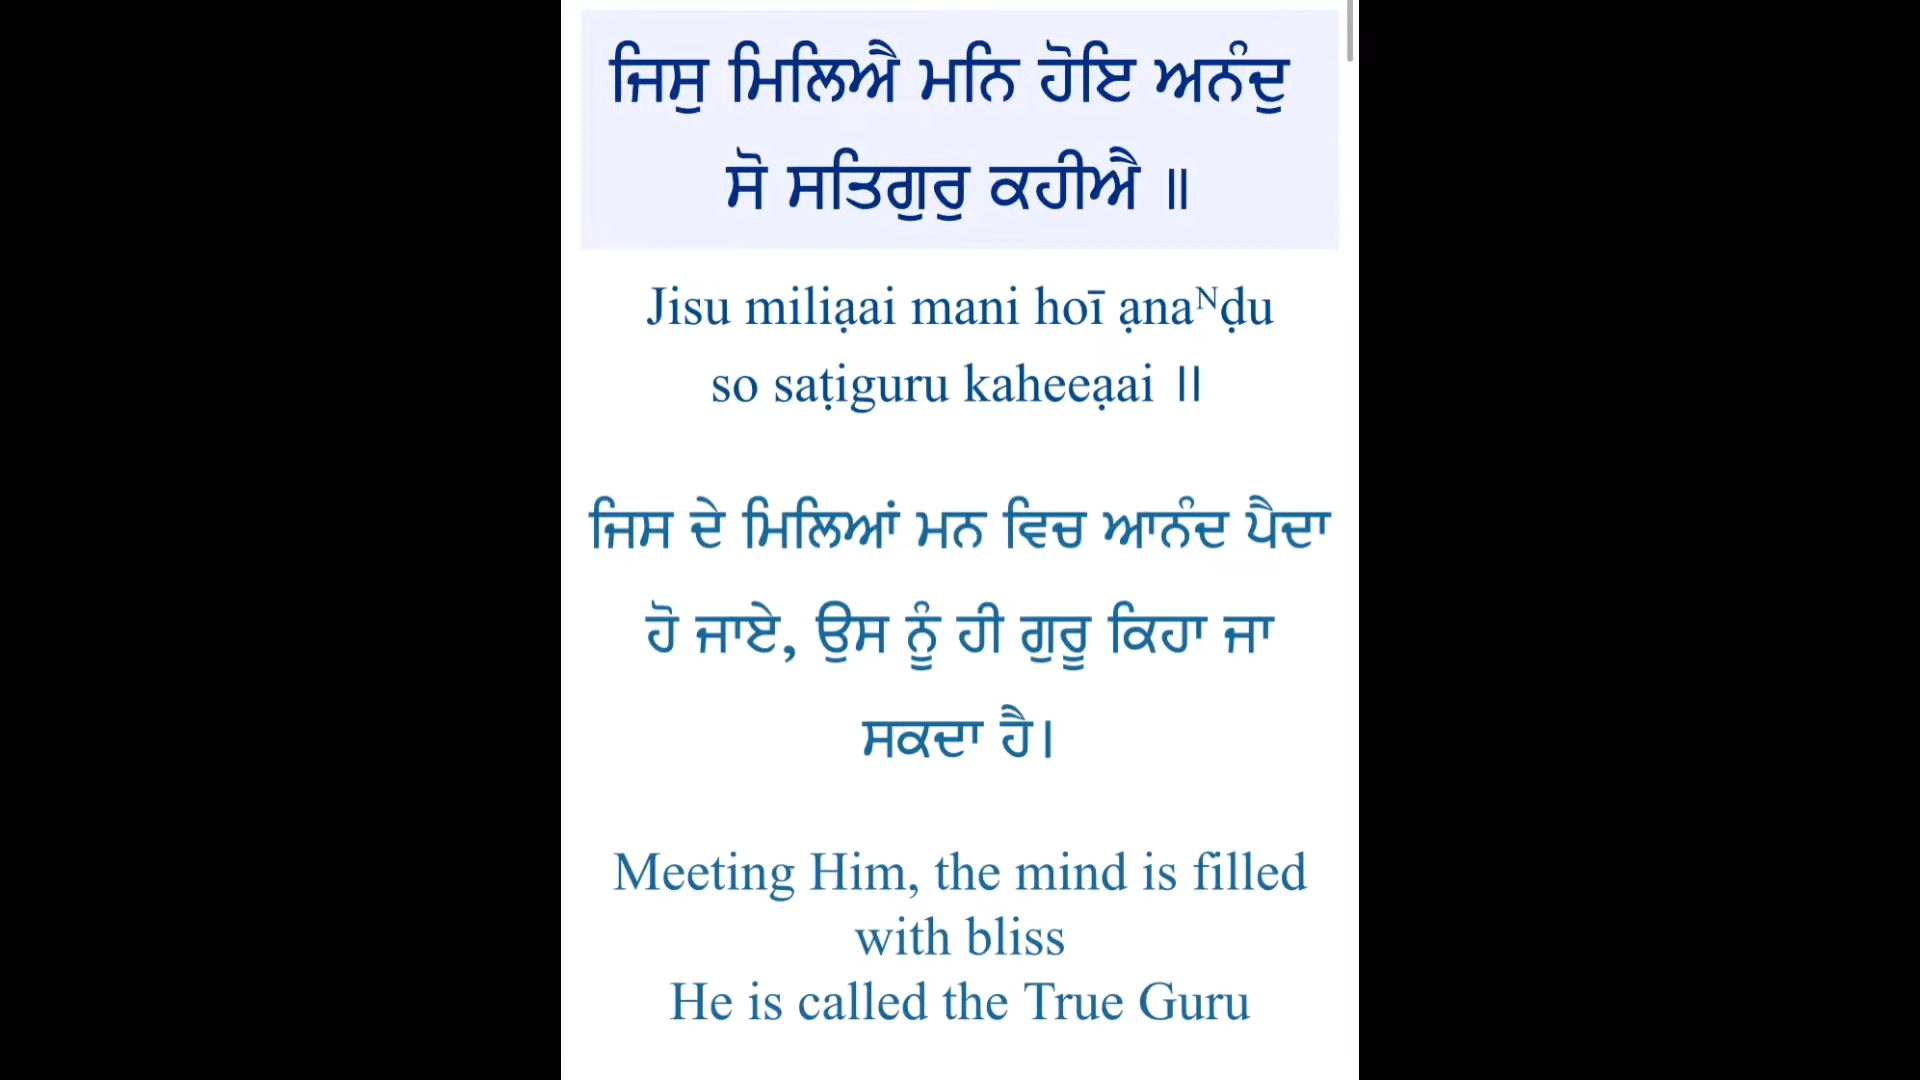 ਜਿਸੁ ਮਿਲਿਐ ਮਨਿ ਹੋਇ ਅਨੰਦੁ
ਸੋ ਸਤਿਗੁਰੁ ਕਹੀਐ ॥
Jisu miliạai mani hoī ạnaᴺḍu
so saṭiguru kaheeạai ॥
ਜਿਸ ਦੇ ਮਿਲਿਆਂ ਮਨ ਵਿਚ ਆਨੰਦ ਪੈਦਾ
ਹੋ ਜਾਏ, ਉਸ ਨੂੰ ਹੀ ਗੁਰੂ ਕਿਹਾ ਜਾ
ਸਕਦਾ ਹੈ।
Meeting Him, the mind is filled
with bliss
He is called the True Guru